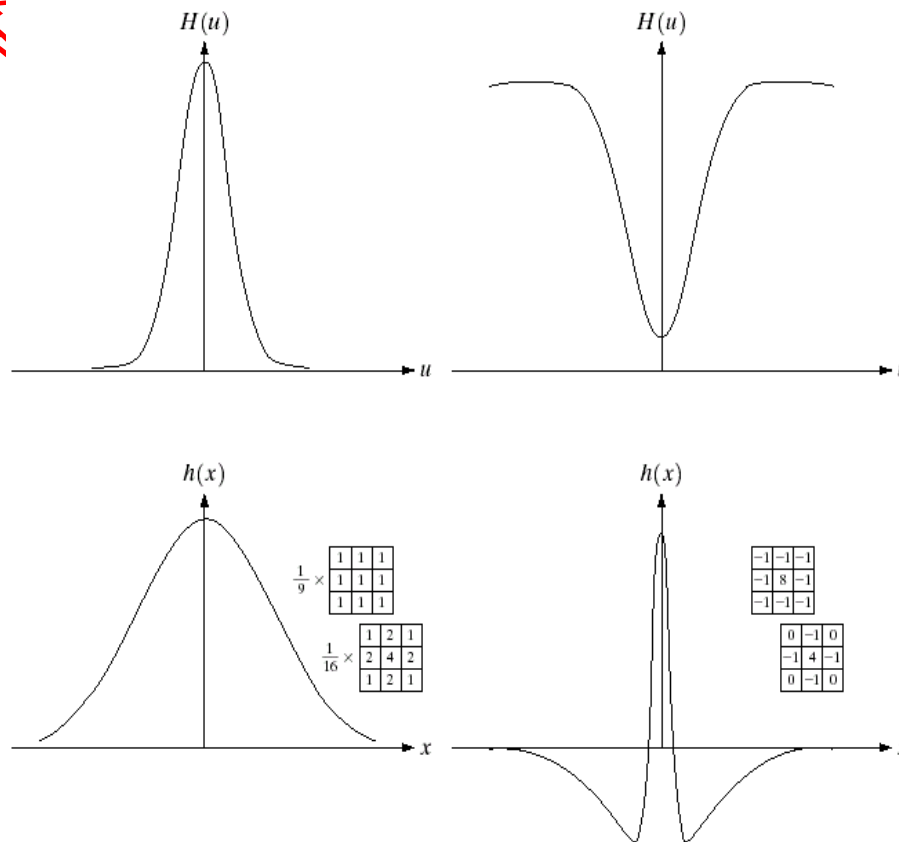 H(u)
H(u)
u
h(x)
h(x)
1/9 ×
1 1 1
1 1 1
1 1 1
1/16 ×
1 2 1
2 4 2
1 2 1
x
−1 −1 −1
−1 8 −1
−1 −1 −1
0 −1 0
−1 4 −1
0 −1 0